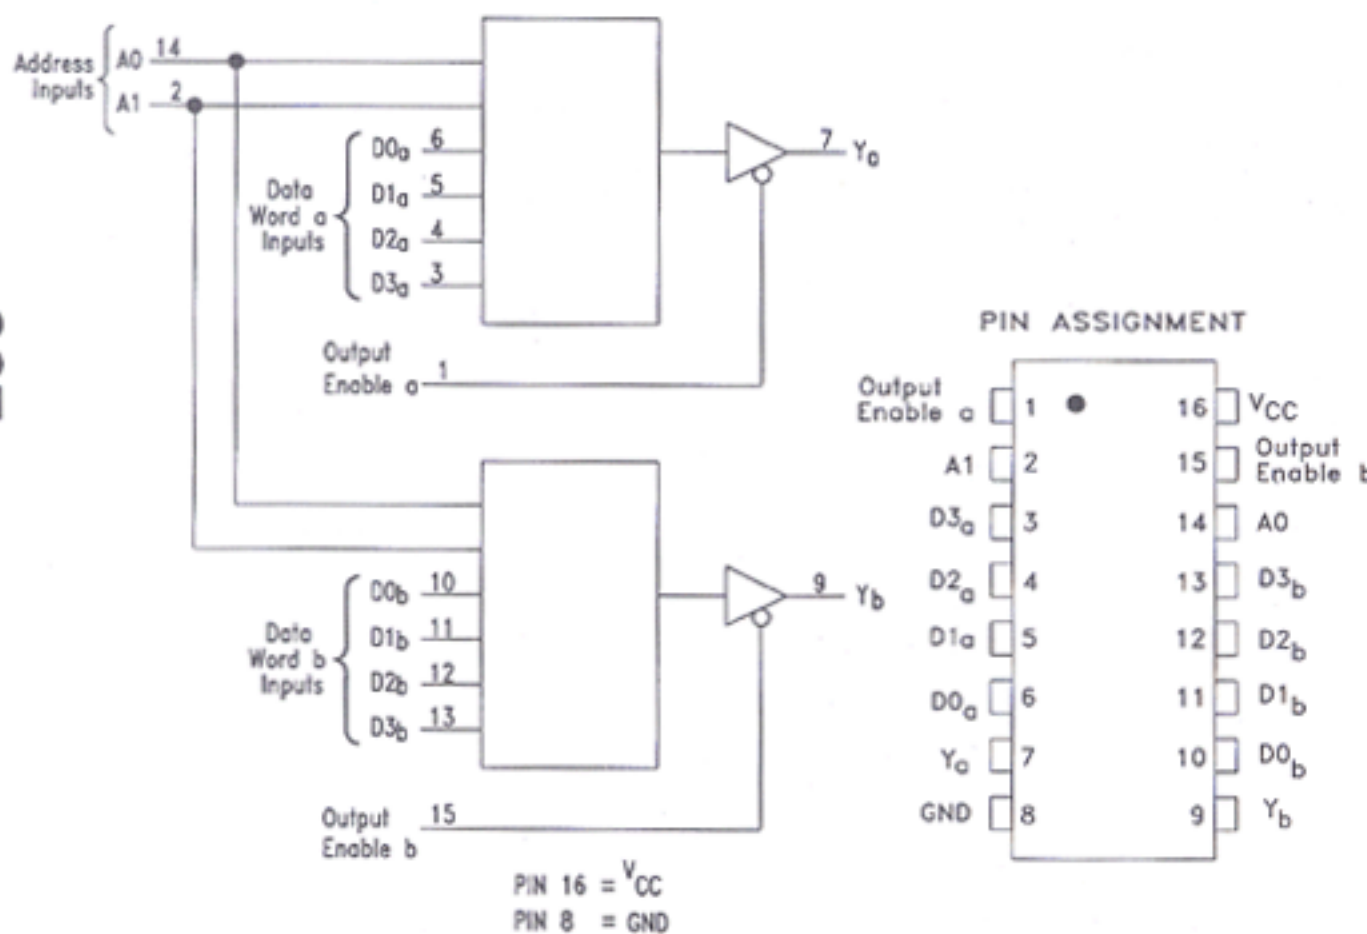 Address
Inputs
A0 14
A1 2
D0a 6
D1a 5
D2a 4
D3a 3
Data
Word a
Inputs
7 Ya
Output
Enable a 1
D0b 10
D1b 11
D2b 12
D3b 13
Data
Word b
Inputs
9 Yb
Output
Enable b 15
PIN 16 = VCC
PIN 8 = GND
PIN ASSIGNMENT
Output
Enable a 1
A1 2
D3a 3
D2a 4
D1a 5
D0a 6
Ya 7
GND 8
16 VCC
15 Output
Enable b
14 A0
13 D3b
12 D2b
11 D1b
10 D0b
9 Yb